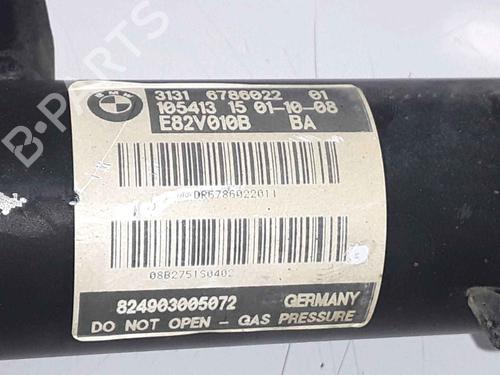 BMW
3131 6786022 01
105413 15 01-10-08
E82V010B BA
DR6786022011
08B2751S0402
824903005072 GERMANY
DO NOT OPEN - GAS PRESSURE
B-PARTS